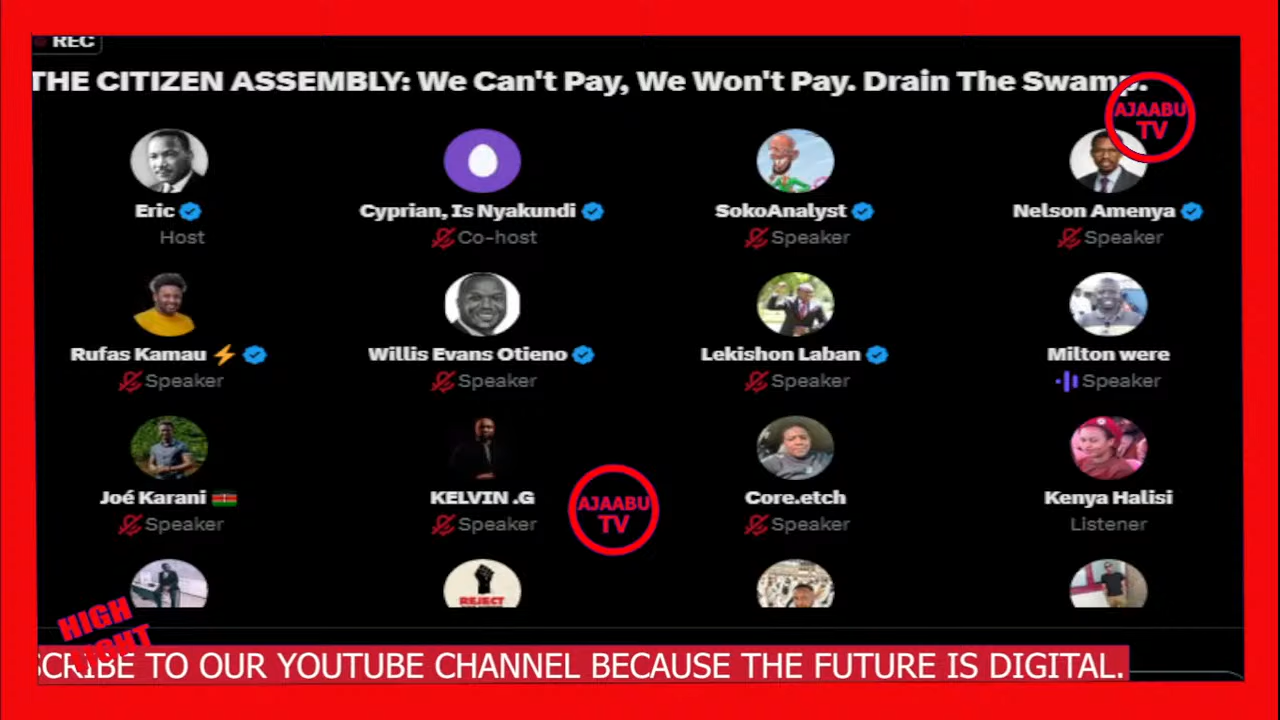 REC
THE CITIZEN ASSEMBLY: We Can't Pay, We Won't Pay. Drain The Swamp.
AJAABU
TV
Eric
Host
Cyprian, Is Nyakundi
Co-host
SokoAnalyst
Speaker
Nelson Amenya
Speaker
Rufas Kamau
Speaker
Willis Evans Otieno
Speaker
Lekishon Laban
Speaker
Milton were
Speaker
Joé Karani
Speaker
KELVIN .G
Speaker
AJAABU
TV
Core.etch
Speaker
Kenya Halisi
Listener
REJECT
HIGH
SCRIBE TO OUR YOUTUBE CHANNEL BECAUSE THE FUTURE IS DIGITAL.